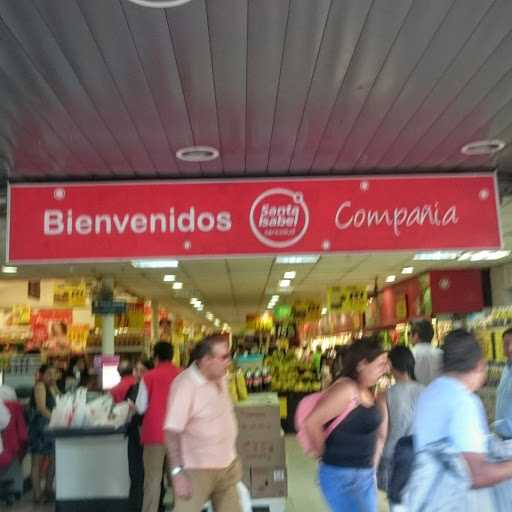 Bienvenidos
Santa
Isabel
Compañia